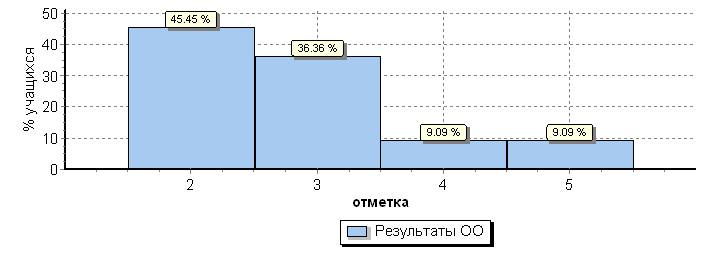 % учащихся
50
40
30
20
10
0
45.45 %
36.36 %
9.09 %
9.09 %
2 3 4 5
отметка
Результаты ОО